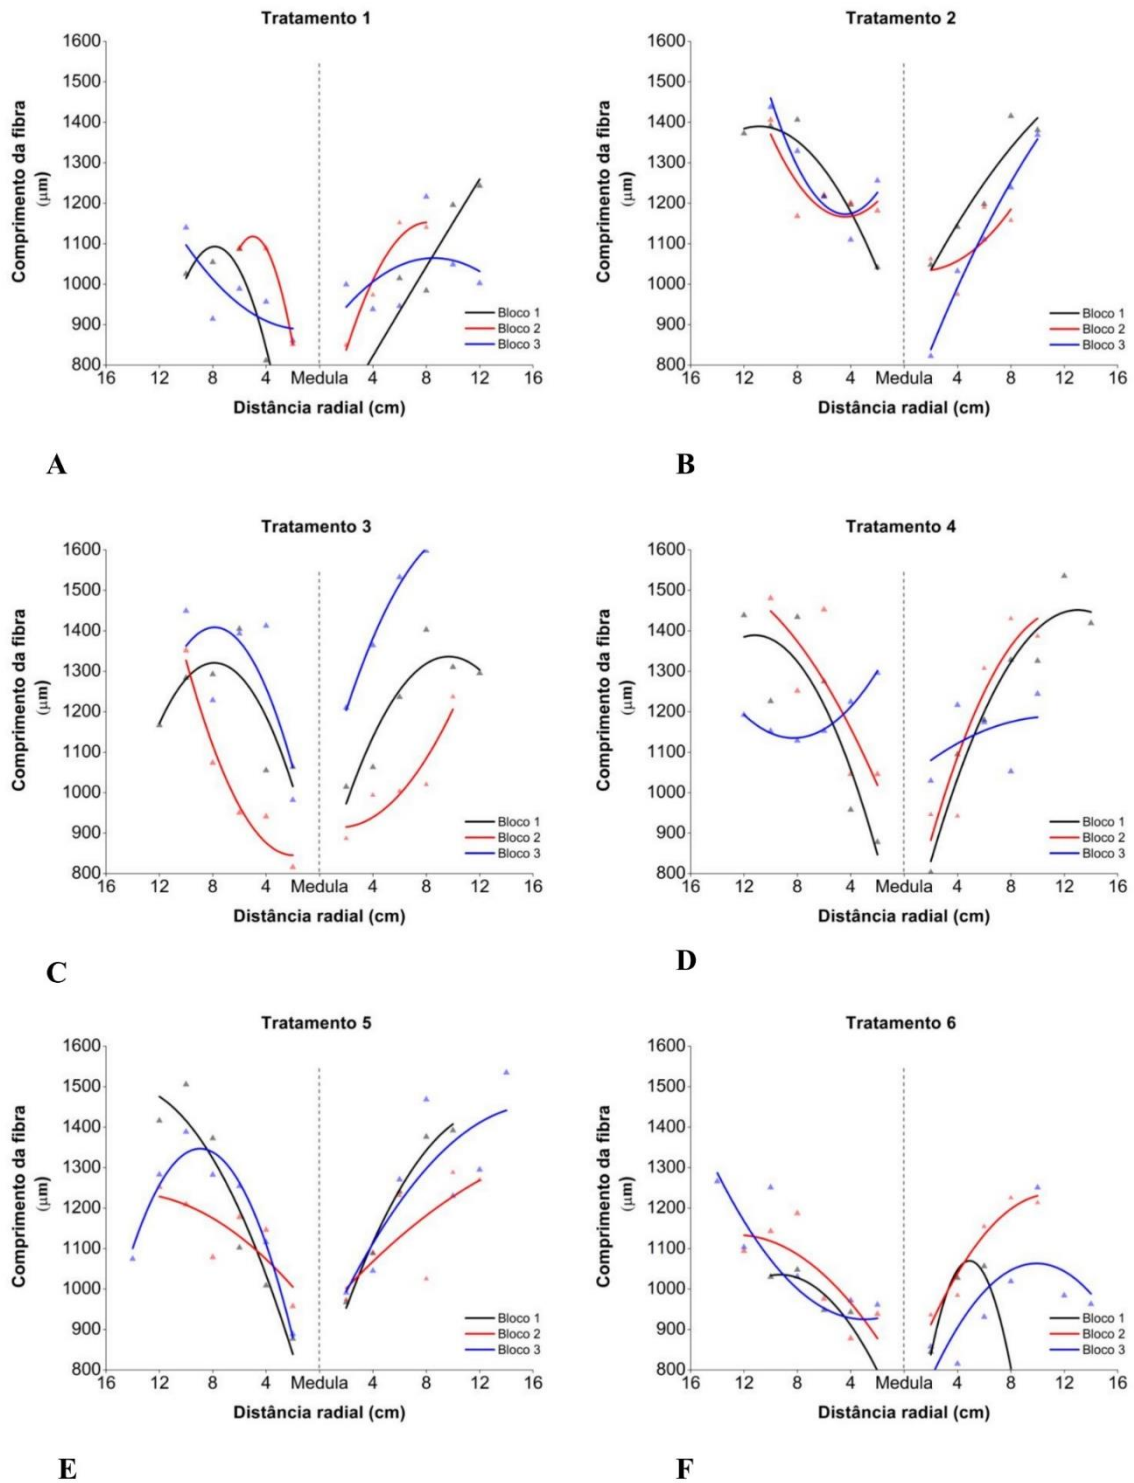 Tratamento 1
Comprimento da fibra
(µm)
1600
1500
1400
1300
1200
1100
1000
900
800
Bloco 1
Bloco 2
Bloco 3
16 12 8 4 Medula 4 8 12 16
Distância radial (cm)
A
Tratamento 2
Comprimento da fibra
(µm)
1600
1500
1400
1300
1200
1100
1000
900
800
Bloco 1
Bloco 2
Bloco 3
16 12 8 4 Medula 4 8 12 16
Distância radial (cm)
B
Tratamento 3
Comprimento da fibra
(µm)
1600
1500
1400
1300
1200
1100
1000
900
800
Bloco 1
Bloco 2
Bloco 3
16 12 8 4 Medula 4 8 12 16
Distância radial (cm)
C
Tratamento 4
Comprimento da fibra
(µm)
1600
1500
1400
1300
1200
1100
1000
900
800
Bloco 1
Bloco 2
Bloco 3
16 12 8 4 Medula 4 8 12 16
Distância radial (cm)
D
Tratamento 5
Comprimento da fibra
(µm)
1600
1500
1400
1300
1200
1100
1000
900
800
Bloco 1
Bloco 2
Bloco 3
16 12 8 4 Medula 4 8 12 16
Distância radial (cm)
E
Tratamento 6
Comprimento da fibra
(µm)
1600
1500
1400
1300
1200
1100
1000
900
800
Bloco 1
Bloco 2
Bloco 3
16 12 8 4 Medula 4 8 12 16
Distância radial (cm)
F